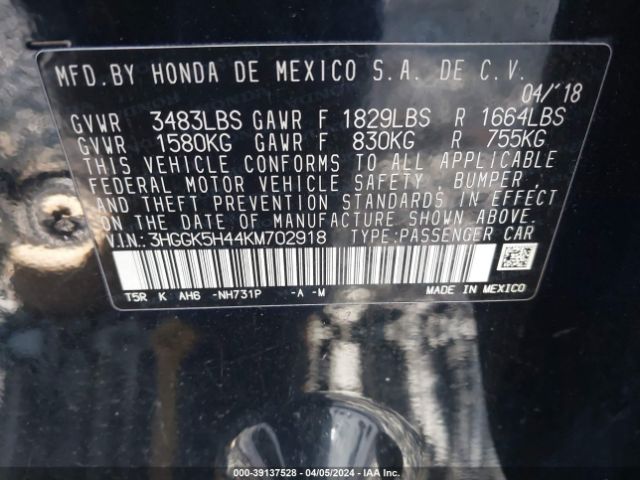 MFD. BY HONDA DE MEXICO S.A. DE C.V.
04/'18
GVWR 3483LBS GAWR F 1829LBS R 1664LBS
GVWR 1580KG GAWR F 830KG R 755KG
THIS VEHICLE CONFORMS TO ALL APPLICABLE
FEDERAL MOTOR VEHICLE SAFETY, BUMPER,
AND THEFT PREVENTION STANDARDS IN EFFECT
ON THE DATE OF MANUFACTURE SHOWN ABOVE.
V.I.N.:3HGGK5H44KM702918 TYPE:PASSENGER CAR
T5R K AH6 -NH731P -A -M MADE IN MEXICO
000-39137528 - 04/05/2024 - IAA Inc.